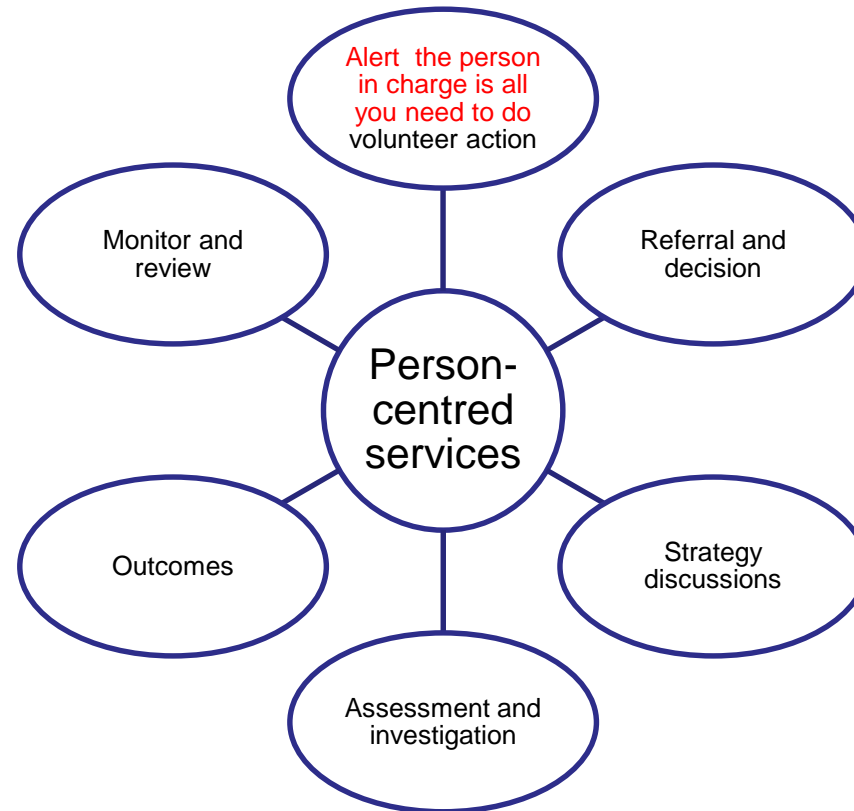 Alert  the person
in charge is all
you need to do
volunteer action
Monitor and
review
Referral and
decision
Person-
centred
services
Outcomes
Strategy
discussions
Assessment and
investigation